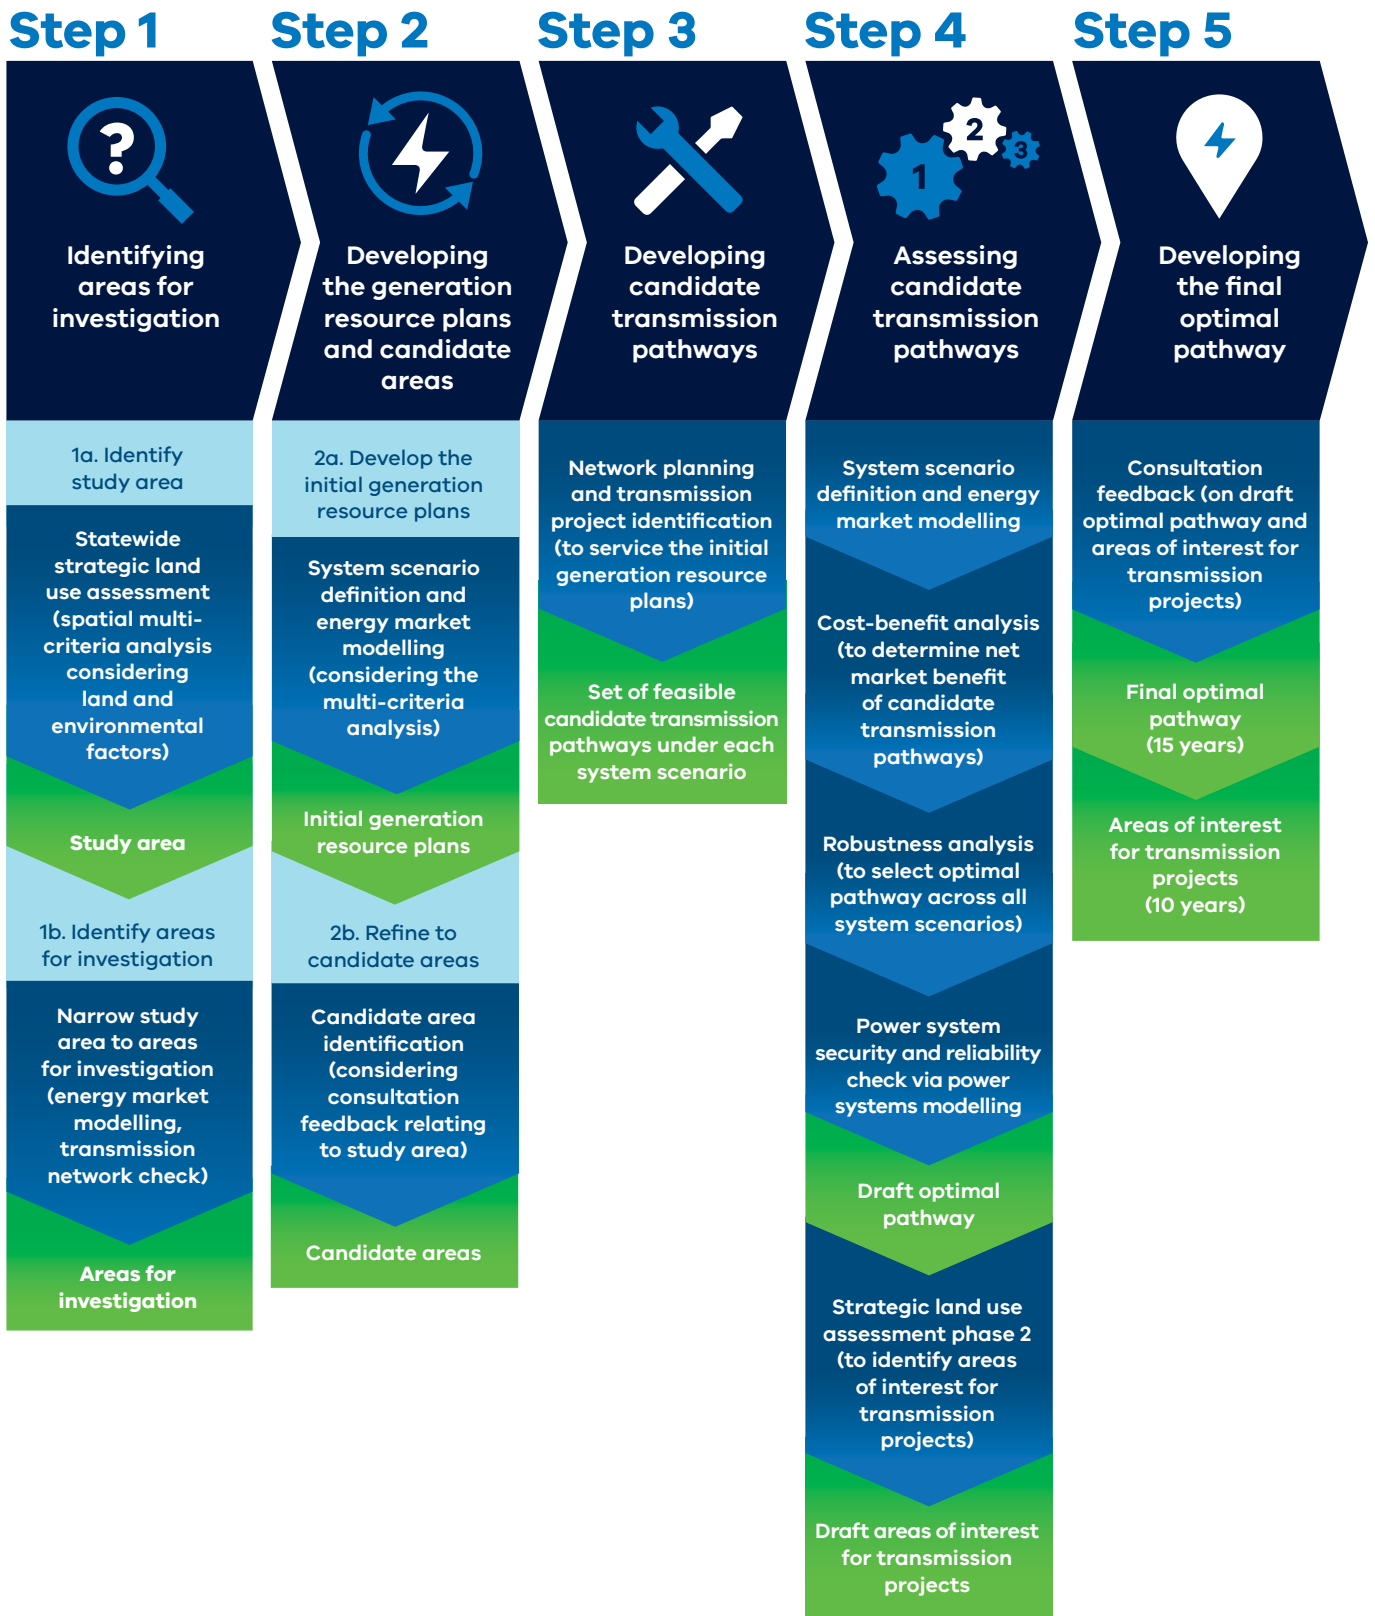 Step 1
?
Identifying
areas for
investigation
1a. Identify
study area
Statewide
strategic land
use assessment
(spatial multi-
criteria analysis
considering
land and
environmental
factors)
Study area
1b. Identify areas
for investigation
Narrow study
area to areas
for investigation
(energy market
modelling,
transmission
network check)
Areas for
investigation
Step 2
Developing
the generation
resource plans
and candidate
areas
2a. Develop the
initial generation
resource plans
System scenario
definition and
energy market
modelling
(considering the
multi-criteria
analysis)
Initial generation
resource plans
2b. Refine to
candidate areas
Candidate area
identification
(considering
consultation
feedback relating
to study area)
Candidate areas
Step 3
Developing
candidate
transmission
pathways
Network planning
and transmission
project identification
(to service the initial
generation resource
plans)
Set of feasible
candidate transmission
pathways under each
system scenario
Step 4
1
2
3
Assessing
candidate
transmission
pathways
System scenario
definition and energy
market modelling
Cost-benefit analysis
(to determine net
market benefit
of candidate
transmission
pathways)
Robustness analysis
(to select optimal
pathway across all
system scenarios)
Power system
security and reliability
check via power
systems modelling
Draft optimal
pathway
Strategic land use
assessment phase 2
(to identify areas
of interest for
transmission
projects)
Draft areas of interest
for transmission
projects
Step 5
Developing
the final
optimal
pathway
Consultation
feedback (on draft
optimal pathway and
areas of interest for
transmission
projects)
Final optimal
pathway
(15 years)
Areas of interest
for transmission
projects
(10 years)